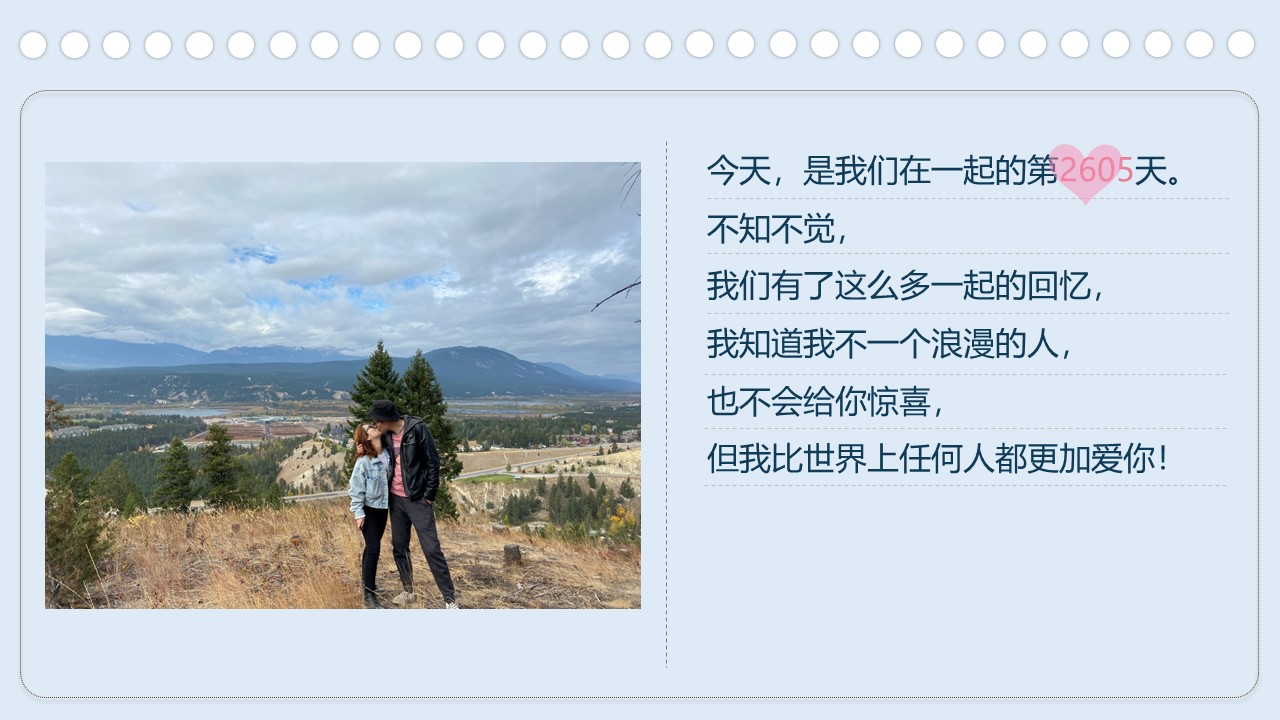 今天，是我们在一起的第2605天。
不知不觉，
我们有了这么多一起的回忆，
我知道我不一个浪漫的人，
也不会给你惊喜，
但我比世界上任何人都更加爱你！